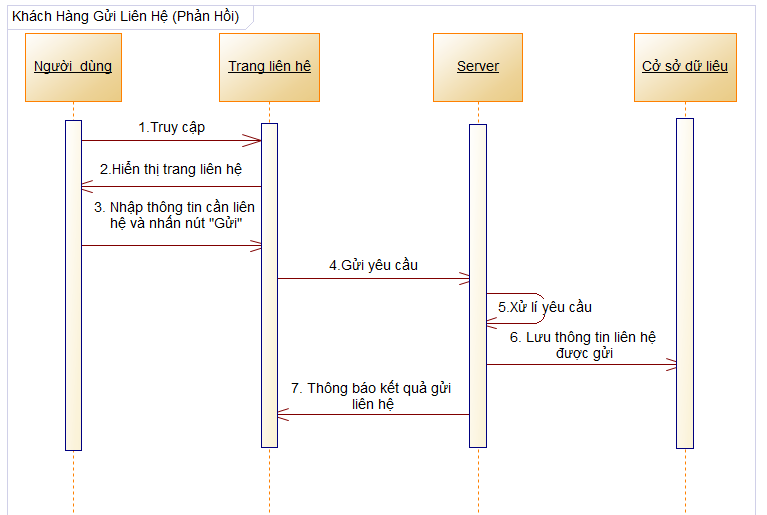 Khách Hàng Gửi Liên Hệ (Phản Hồi)
Người dùng
Trang liên hệ
Server
Cở sở dữ liêu
1.Truy cập
2.Hiển thị trang liên hệ
3. Nhập thông tin cần liên
hệ và nhấn nút "Gửi"
4.Gửi yêu cầu
5.Xử lí yêu cầu
6. Lưu thông tin liên hệ
được gửi
7. Thông báo kết quả gửi
liên hệ